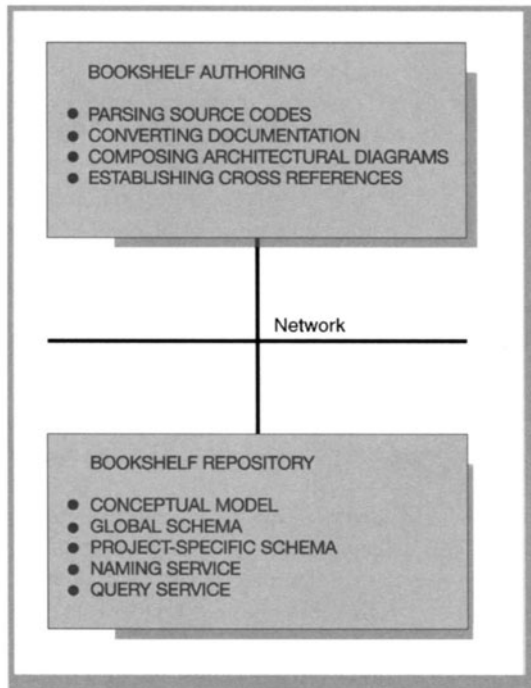 BOOKSHELF AUTHORING
● PARSING SOURCE CODES
● CONVERTING DOCUMENTATION
● COMPOSING ARCHITECTURAL DIAGRAMS
● ESTABLISHING CROSS REFERENCES
Network
BOOKSHELF REPOSITORY
● CONCEPTUAL MODEL
● GLOBAL SCHEMA
● PROJECT-SPECIFIC SCHEMA
● NAMING SERVICE
● QUERY SERVICE